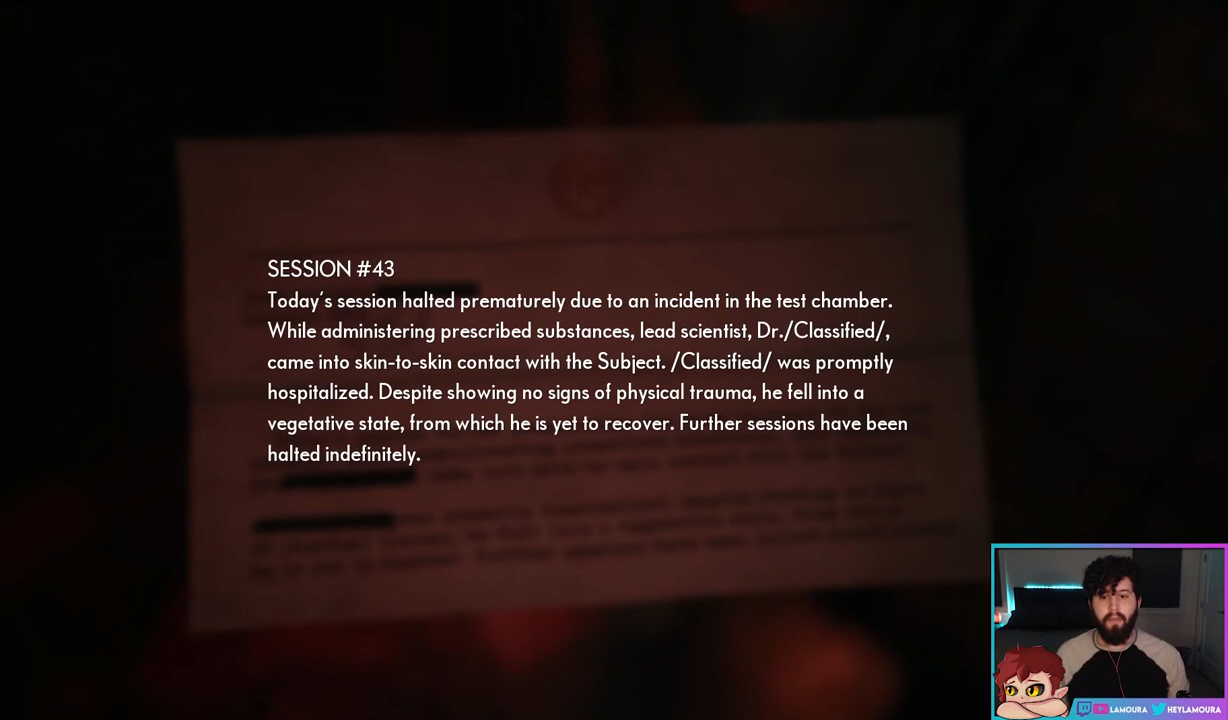 SESSION #43
Today's session halted prematurely due to an incident in the test chamber.
While administering prescribed substances, lead scientist, Dr./Classified/,
came into skin-to-skin contact with the Subject. /Classified/ was promptly
hospitalized. Despite showing no signs of physical trauma, he fell into a
vegetative state, from which he is yet to recover. Further sessions have been
halted indefinitely.
LAMOURA HEYLAMOURA